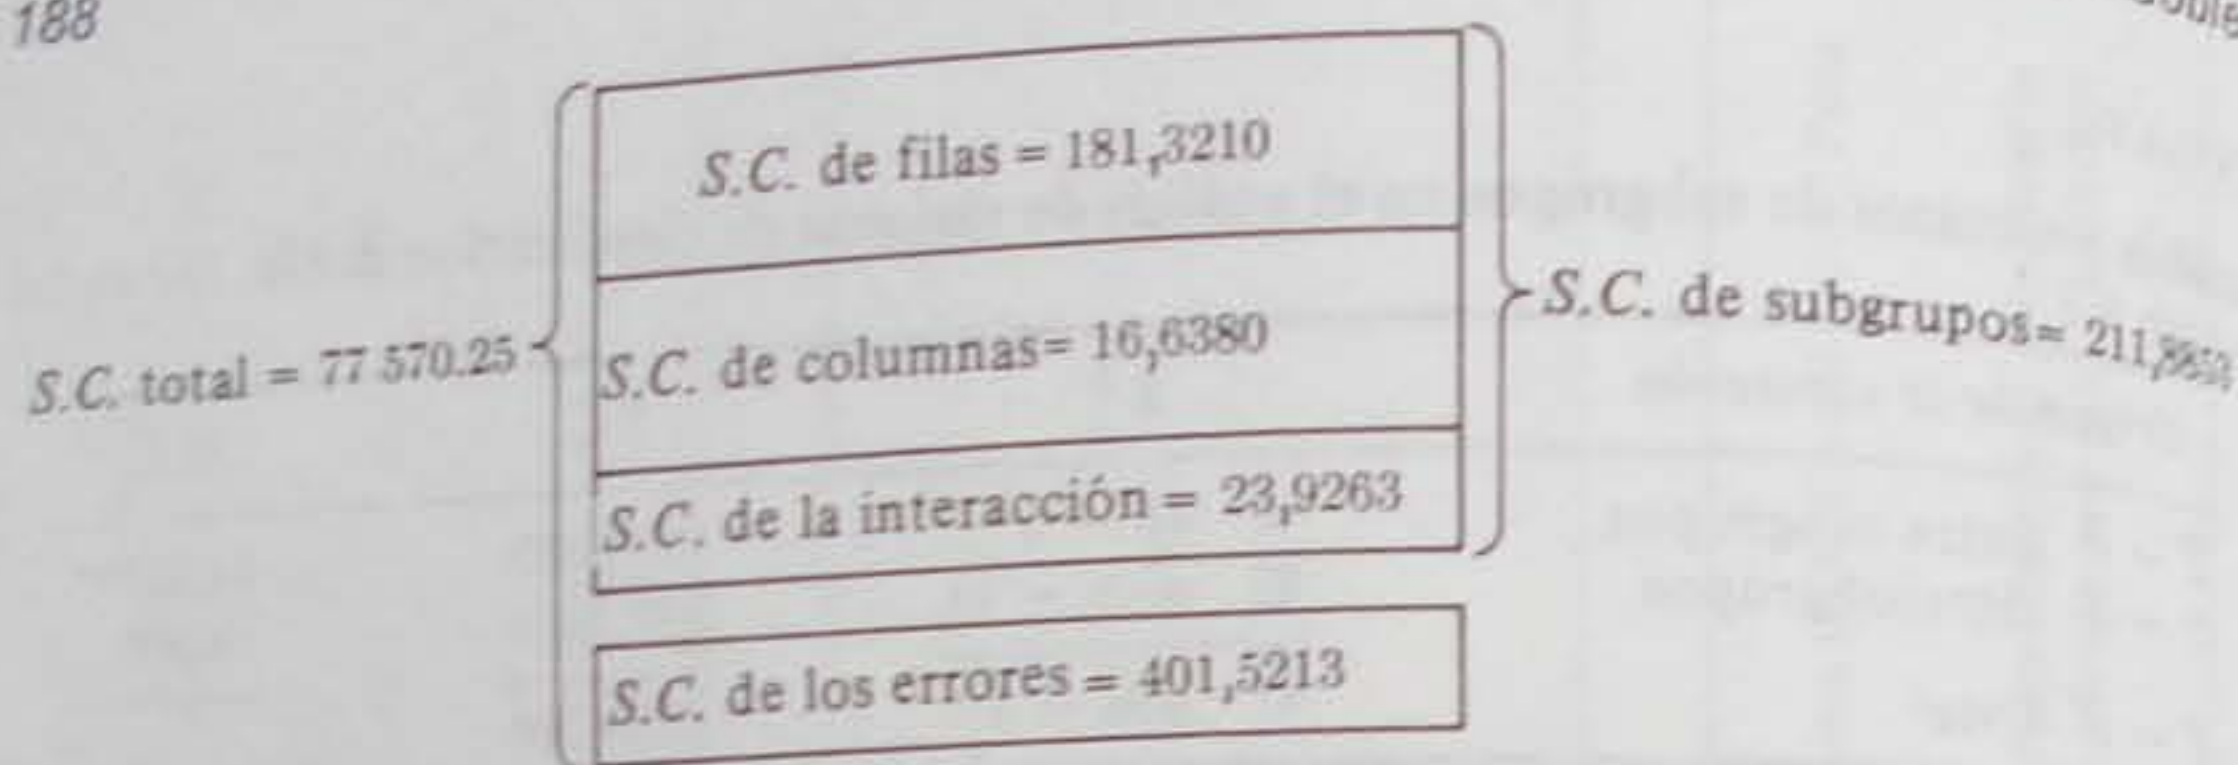 188
S.C. de filas = 181,3210
S.C. total = 77 570.25
S.C. de columnas= 16,6380
S.C. de subgrupos=
S.C. de la interacción = 23,9263
S.C. de los errores = 401,5213